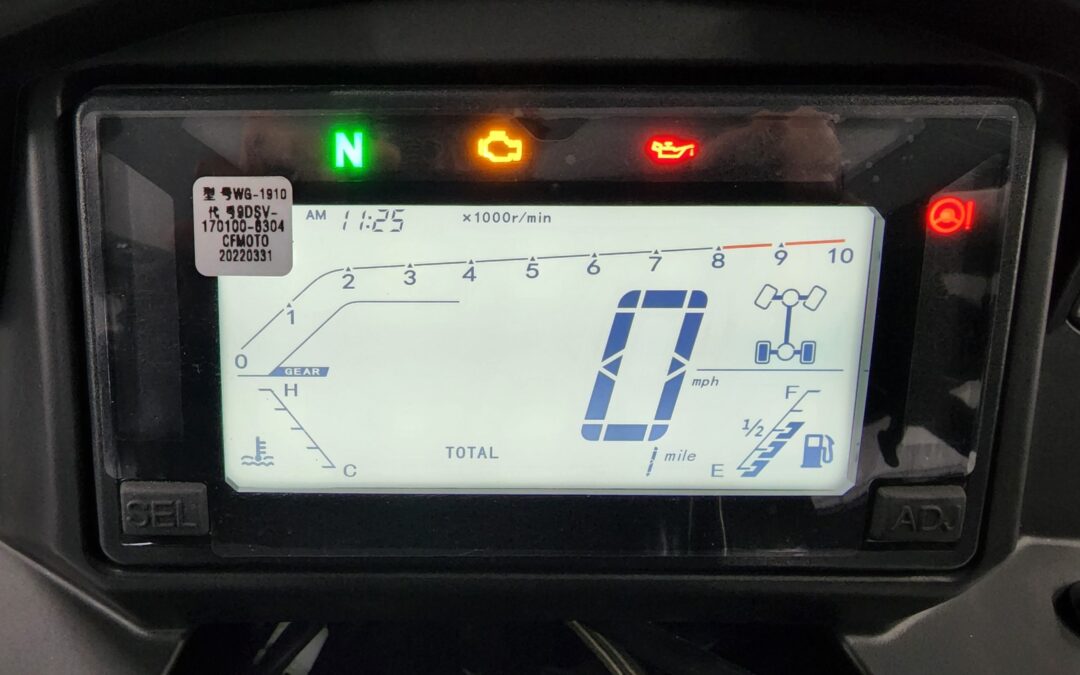 N
型 号WG-1910
代 号9DSV-
170100-6304
CFMOTO
20220331
AM 11:25 ×1000r/min
0 1 2 3 4 5 6 7 8 9 10
GEAR
0 mph
H
C
F
1/2
E
TOTAL 1 mile
SEL
ADJ